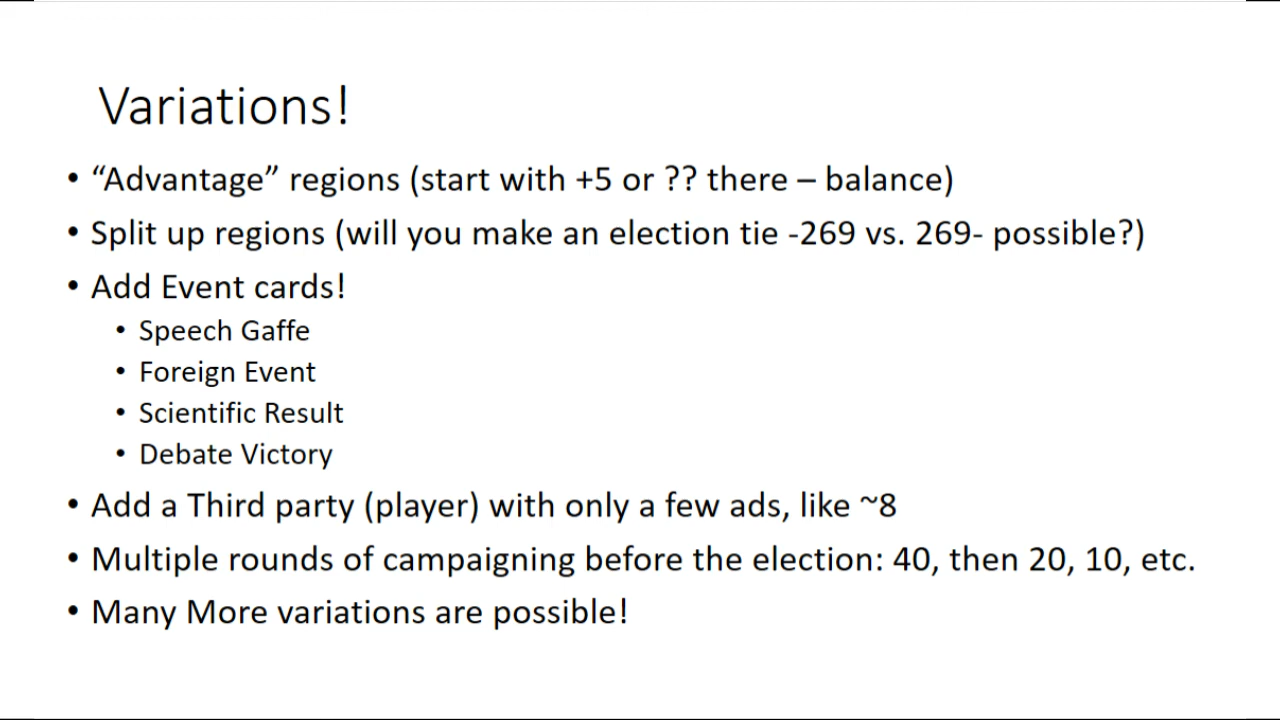 Variations!
• “Advantage” regions (start with +5 or ?? there – balance)
• Split up regions (will you make an election tie -269 vs. 269- possible?)
• Add Event cards!
• Speech Gaffe
• Foreign Event
• Scientific Result
• Debate Victory
• Add a Third party (player) with only a few ads, like ~8
• Multiple rounds of campaigning before the election: 40, then 20, 10, etc.
• Many More variations are possible!